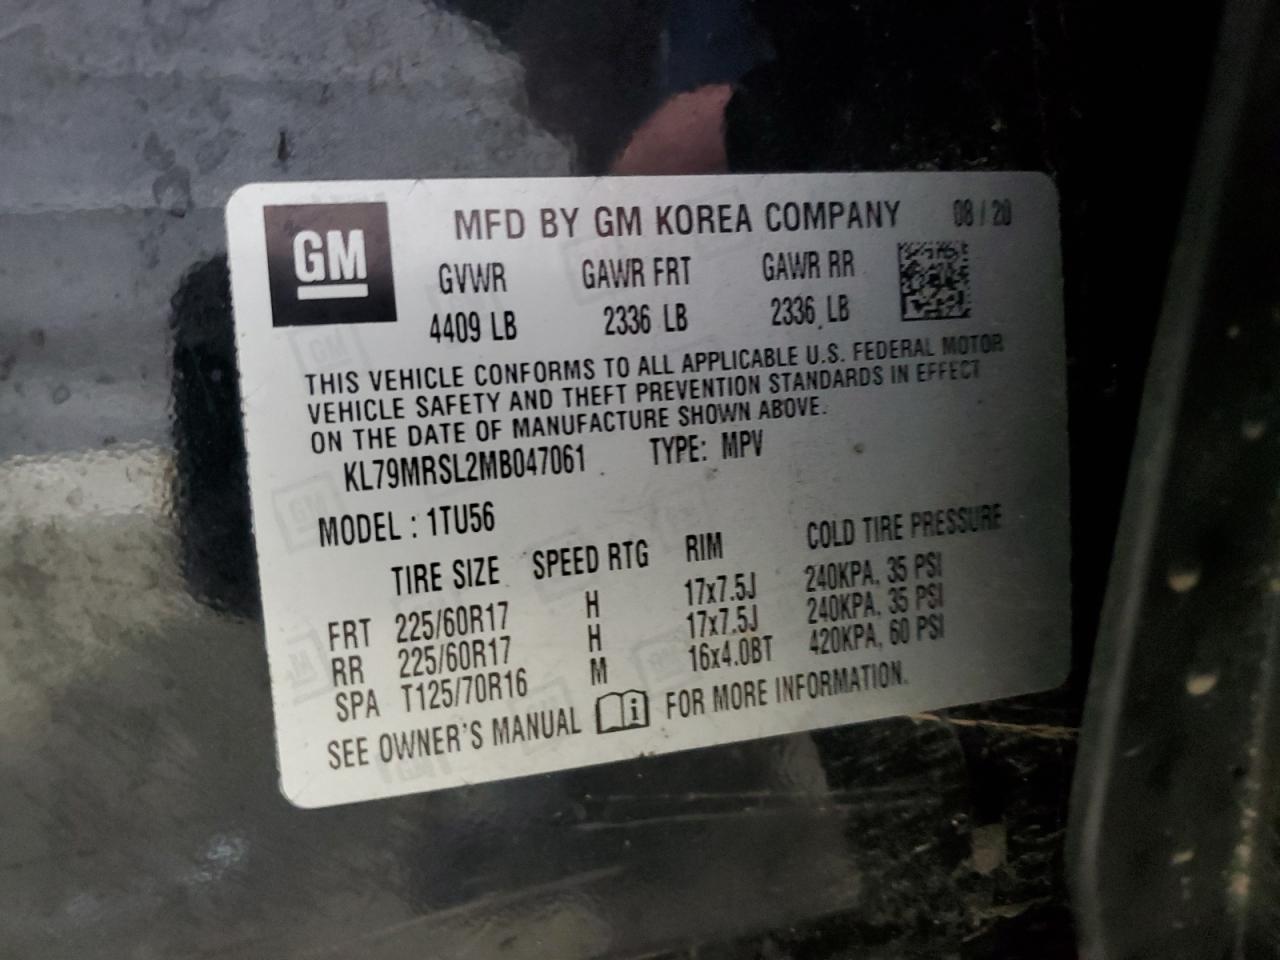 GM
MFD BY GM KOREA COMPANY 08 / 20
GVWR GAWR FRT GAWR RR
4409 LB 2336 LB 2336 LB
THIS VEHICLE CONFORMS TO ALL APPLICABLE U.S. FEDERAL MOTOR
VEHICLE SAFETY AND THEFT PREVENTION STANDARDS IN EFFECT
ON THE DATE OF MANUFACTURE SHOWN ABOVE.
KL79MRSL2MB047061 TYPE: MPV
MODEL : 1TU56
TIRE SIZE SPEED RTG RIM COLD TIRE PRESSURE
FRT 225/60R17 H 17x7.5J 240KPA, 35 PSI
RR 225/60R17 H 17x7.5J 240KPA, 35 PSI
SPA T125/70R16 M 16x4.0BT 420KPA, 60 PSI
SEE OWNER'S MANUAL i FOR MORE INFORMATION.